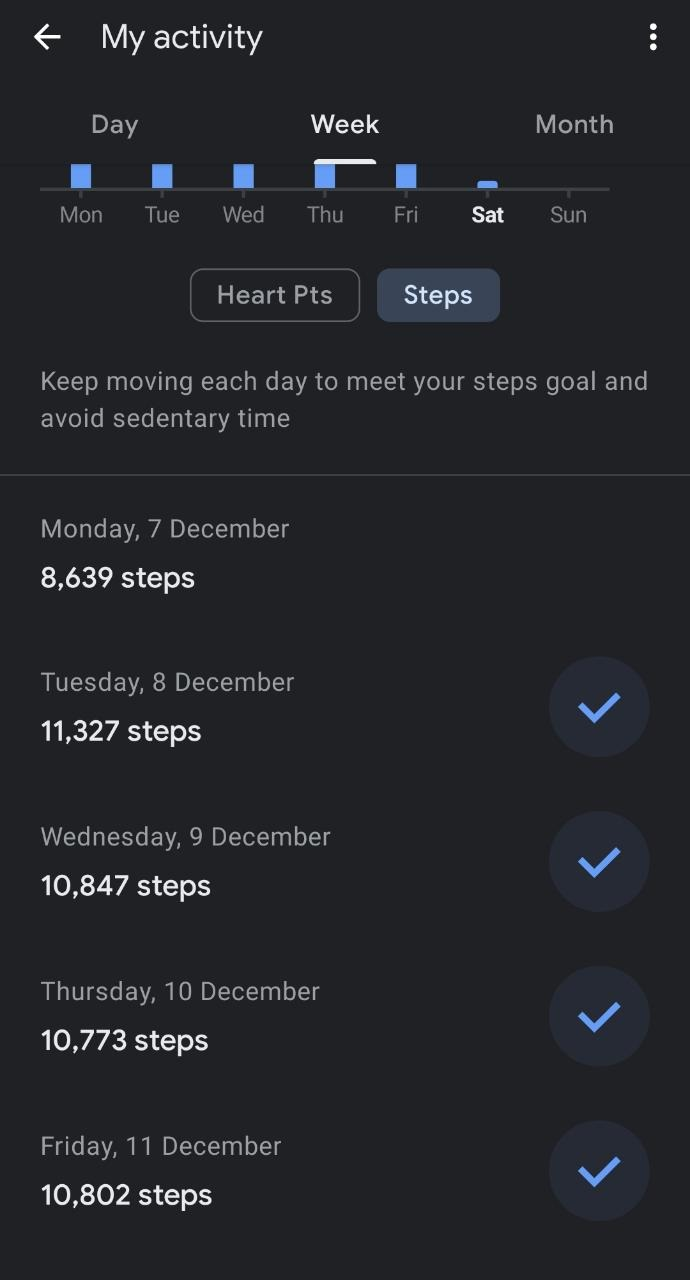 My activity
Day Week Month
Mon Tue Wed Thu Fri Sat Sun
Heart Pts Steps
Keep moving each day to meet your steps goal and
avoid sedentary time
Monday, 7 December
8,639 steps
Tuesday, 8 December
11,327 steps
Wednesday, 9 December
10,847 steps
Thursday, 10 December
10,773 steps
Friday, 11 December
10,802 steps